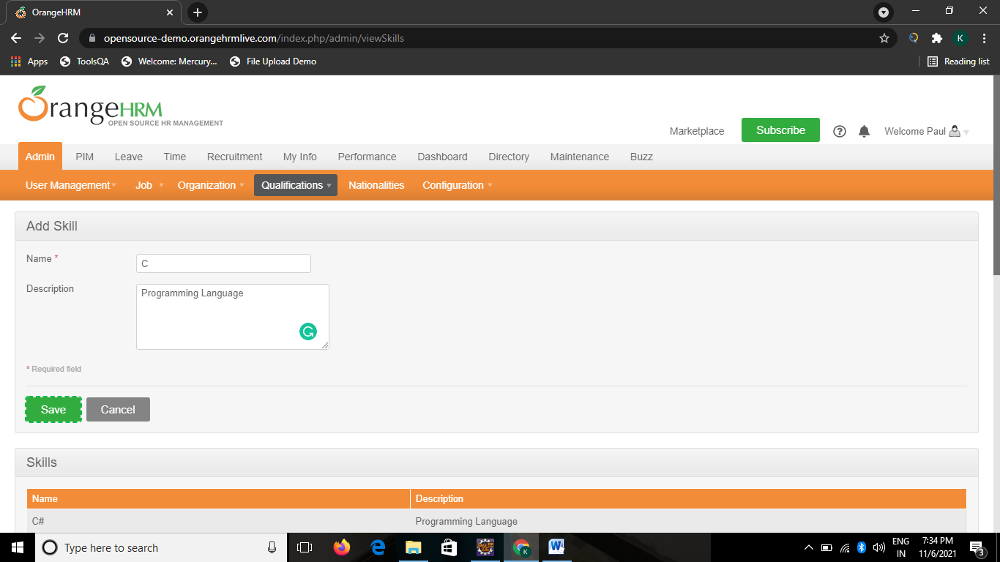 OrangeHRM
opensource-demo.orangehrmlive.com/index.php/admin/viewSkills
K
Apps ToolsQA Welcome: Mercury... File Upload Demo Reading list
OrangeHRM
OPEN SOURCE HR MANAGEMENT
Marketplace Subscribe Welcome Paul
Admin PIM Leave Time Recruitment My Info Performance Dashboard Directory Maintenance Buzz
User Management Job Organization Qualifications Nationalities Configuration
Add Skill
Name * C
Description Programming Language
* Required field
Save Cancel
Skills
Name Description
C# Programming Language
Type here to search
ENG 7:34 PM
IN 11/6/2021 3